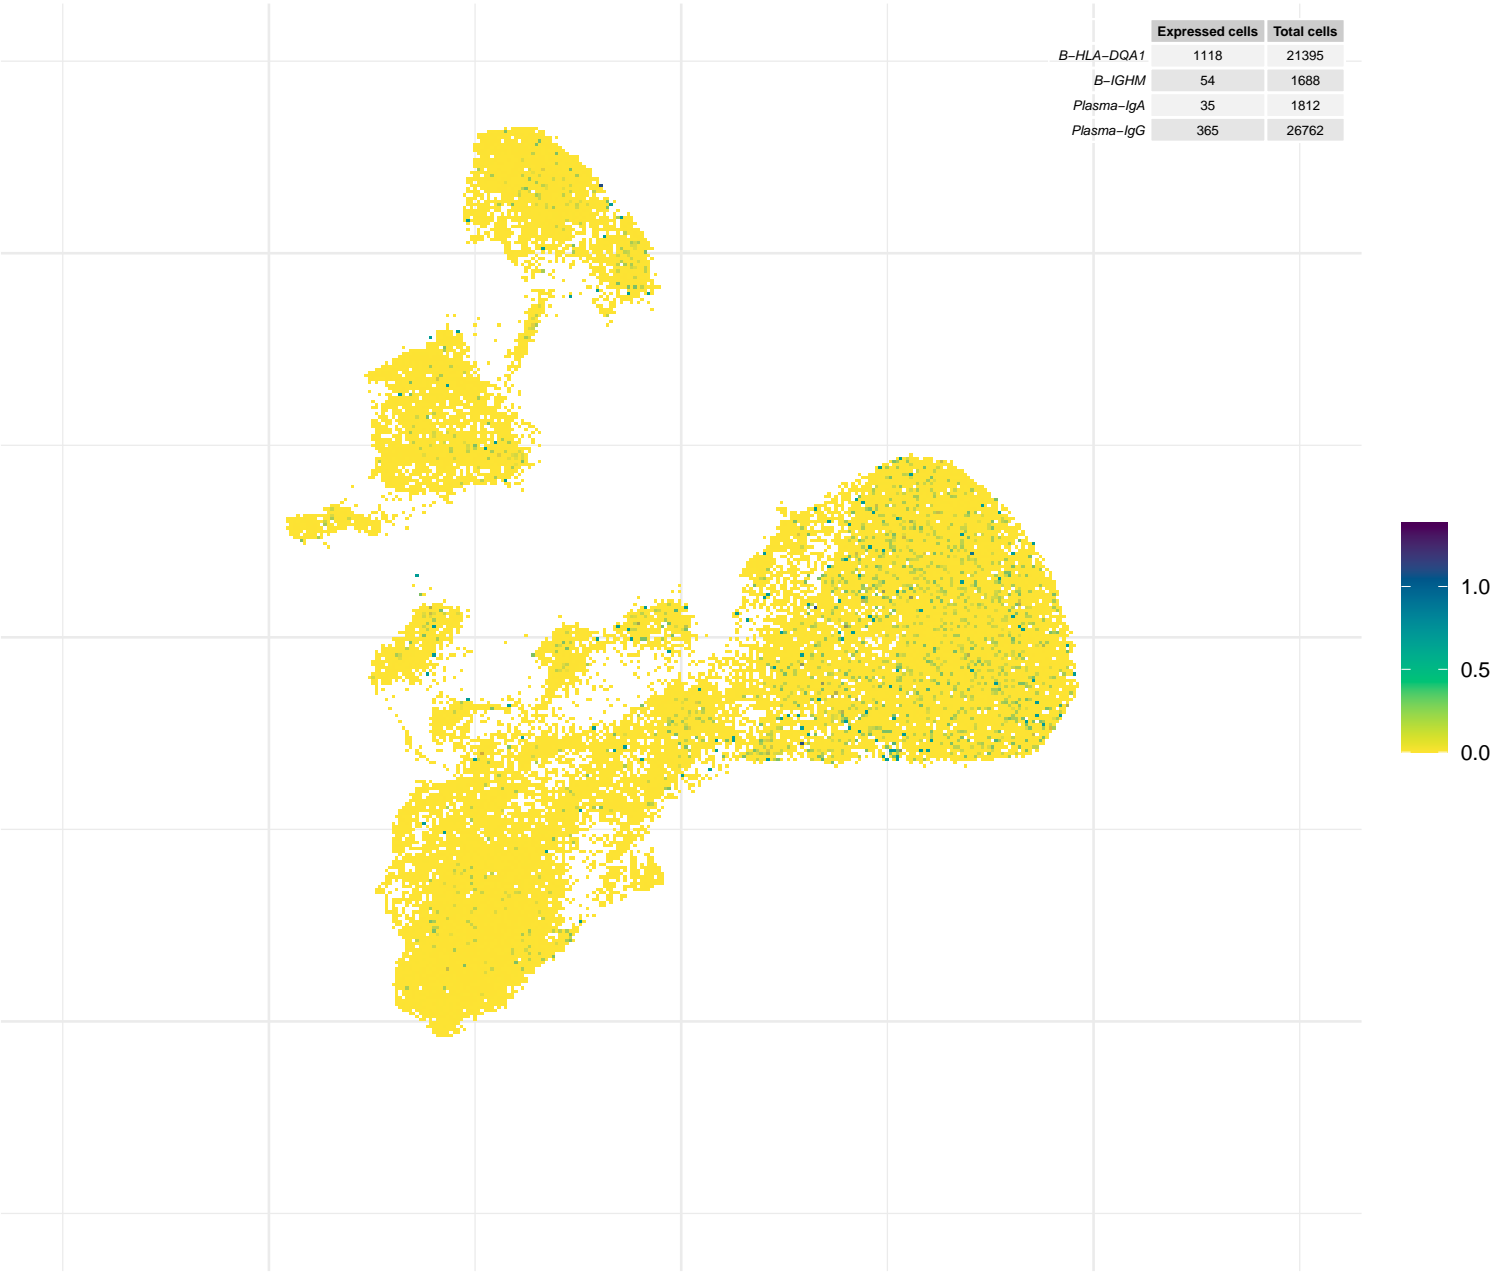 Expressed cells Total cells
B−HLA−DQA1 1118 21395
B−IGHM 54 1688
Plasma−IgA 35 1812
Plasma−IgG 365 26762
1.0
0.5
0.0